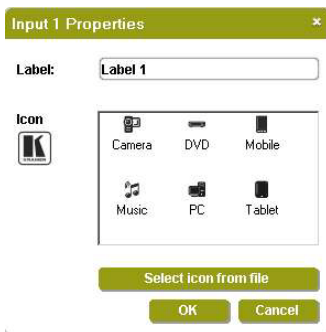 Input 1 Properties ×
Label: Label 1
Icon
K
KRAMER
Camera DVD Mobile
Music PC Tablet
Select icon from file
OK Cancel